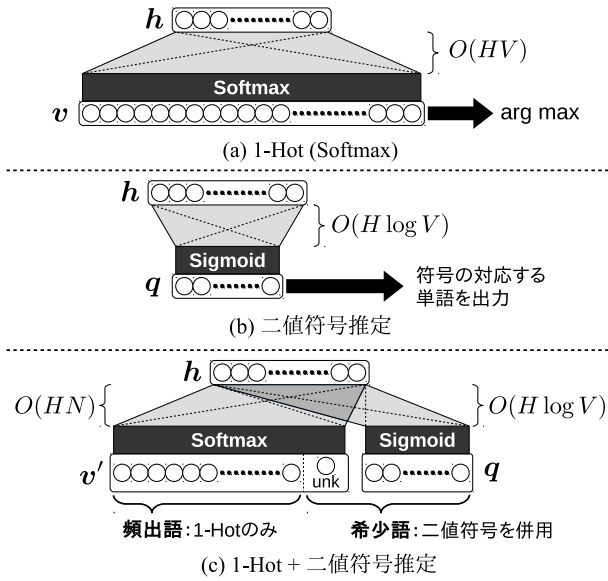 h
O(HV)
Softmax
v
arg max
(a) 1-Hot (Softmax)
h
O(H log V)
Sigmoid
q
符号の対応する
単語を出力
(b) 二値符号推定
h
O(HN)
O(H log V)
Softmax
Sigmoid
v′
unk
q
頻出語：1-Hotのみ
希少語：二値符号を併用
(c) 1-Hot + 二値符号推定